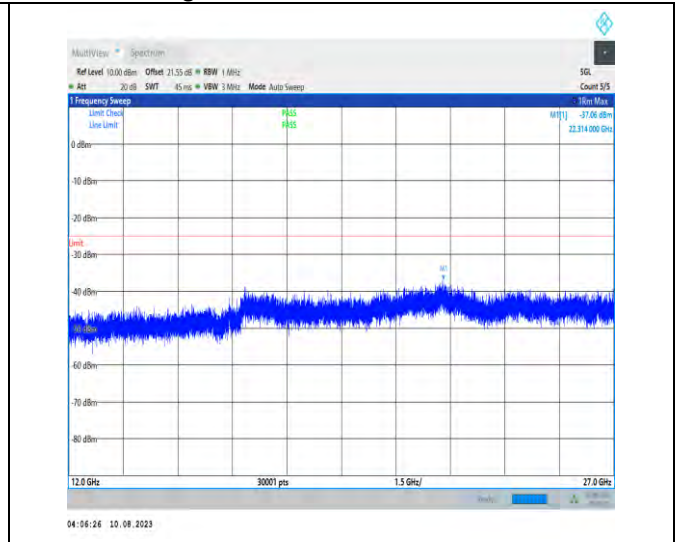 MultiView Spectrum
Ref Level 10.00 dBm Offset 21.55 dB RBW 1 MHz SGL
Att 20 dB SWT 45 ms VBW 3 MHz Mode Auto Sweep Count 5/5
1 Frequency Sweep 1Rm Max
Limit Check PASS M1[1] -37.06 dBm
Line Limit PASS 22.314 000 GHz
0 dBm
-10 dBm
-20 dBm
Limit
-30 dBm
M1
-40 dBm
-50 dBm
-60 dBm
-70 dBm
-80 dBm
12.0 GHz 30001 pts 1.5 GHz/ 27.0 GHz
Ready
04:06:26 10.08.2023